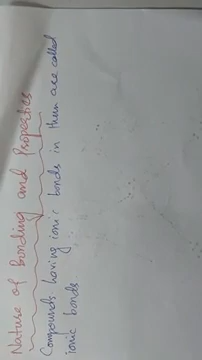 Nature of Bonding and Properties
Compounds having ionic bonds in them are called
ionic bonds.